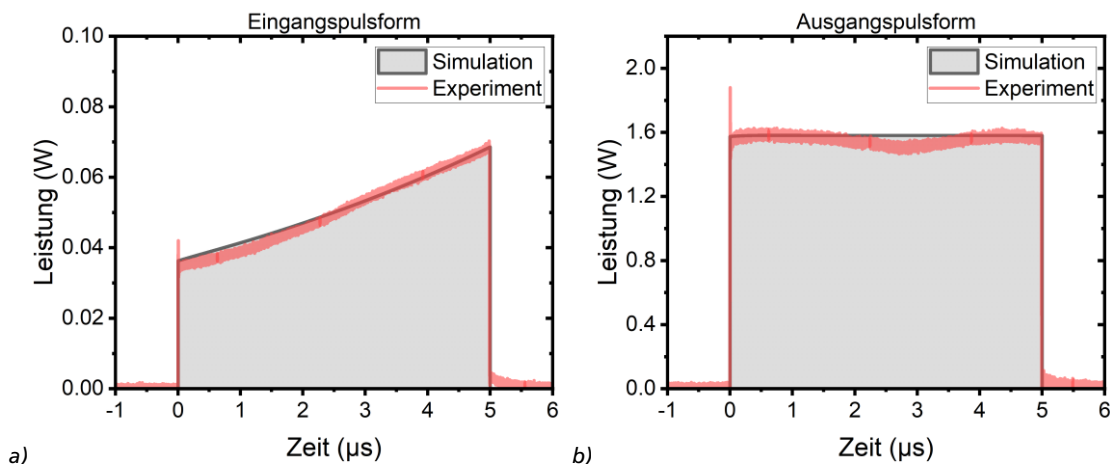 Eingangspulsform
0.10
0.08
0.06
0.04
0.02
0.00
Leistung (W)
Simulation
Experiment
-1 0 1 2 3 4 5 6
Zeit (µs)
a)
Ausgangspulsform
2.0
1.6
1.2
0.8
0.4
0.0
Leistung (W)
Simulation
Experiment
-1 0 1 2 3 4 5 6
Zeit (µs)
b)